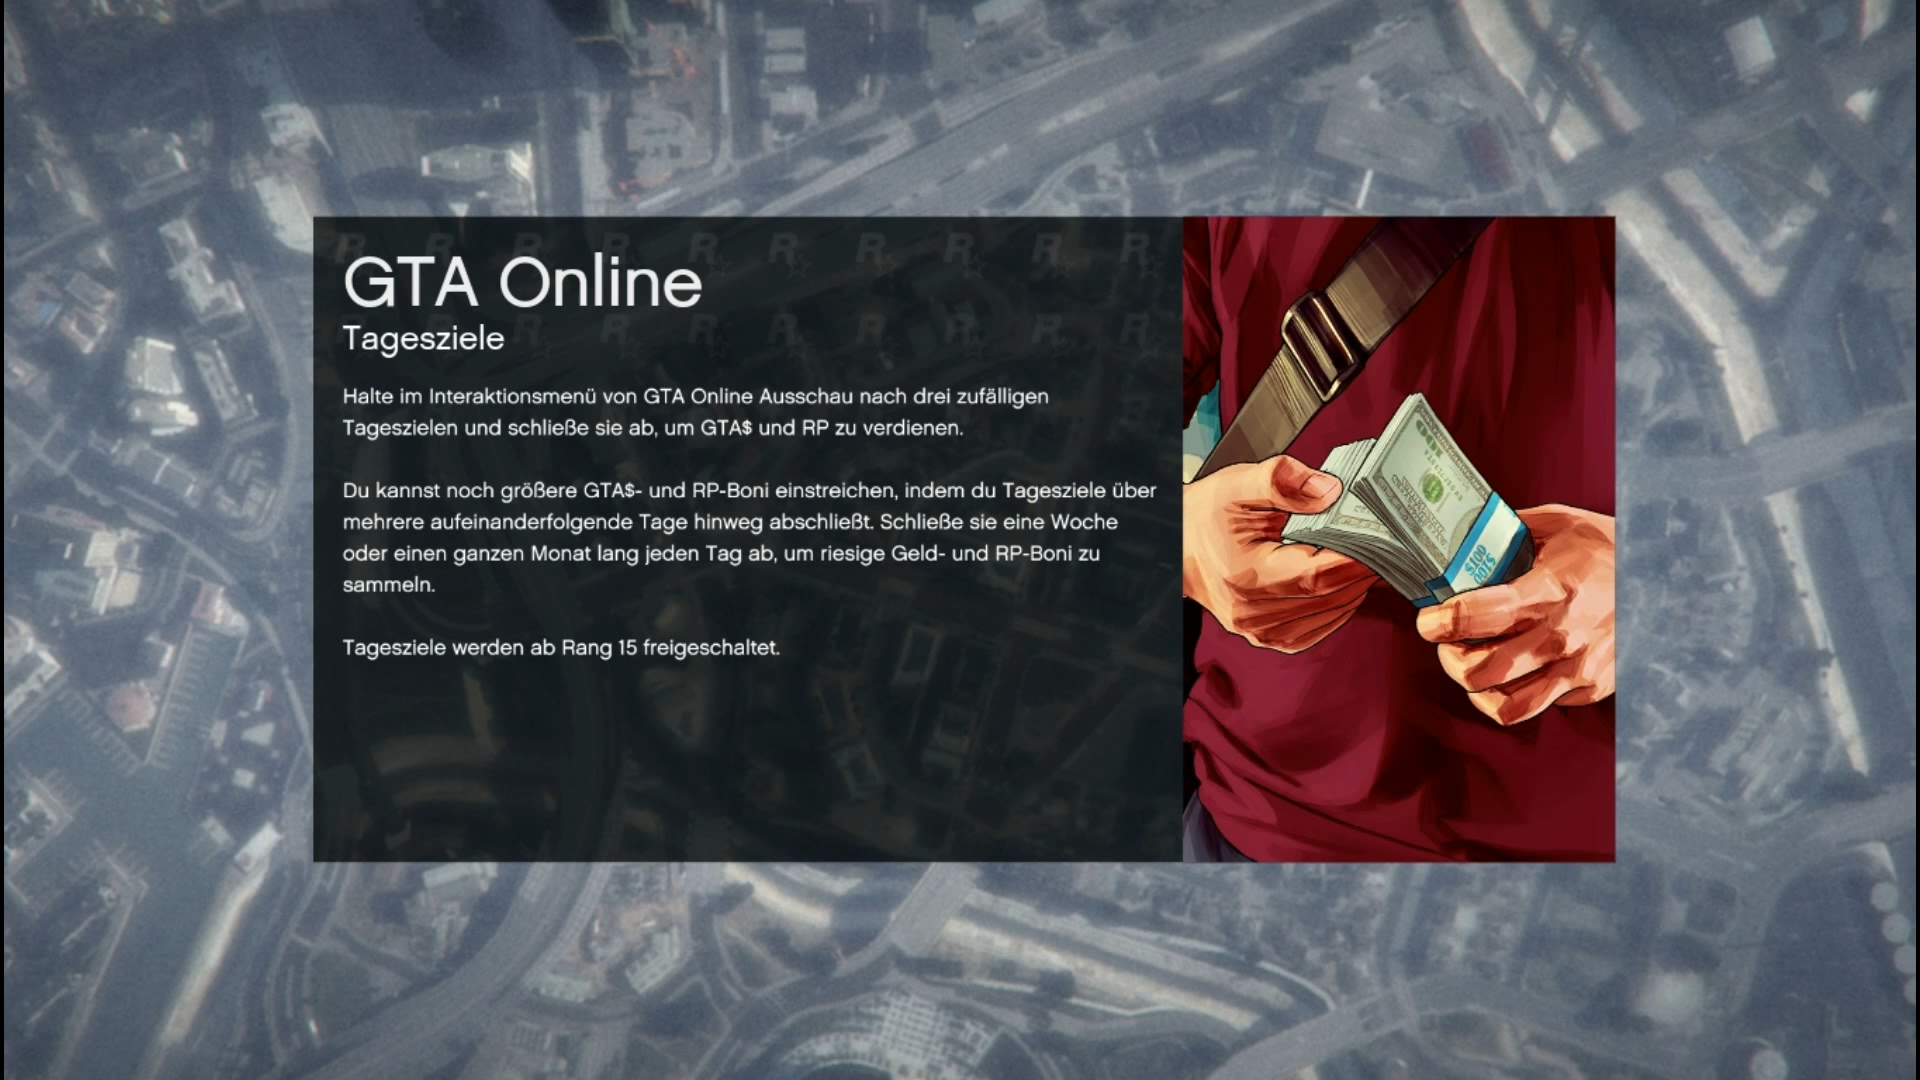 GTA Online
Tagesziele
Halte im Interaktionsmenü von GTA Online Ausschau nach drei zufälligen
Tageszielen und schließe sie ab, um GTA$ und RP zu verdienen.
Du kannst noch größere GTA$- und RP-Boni einstreichen, indem du Tagesziele über
mehrere aufeinanderfolgende Tage hinweg abschließt. Schließe sie eine Woche
oder einen ganzen Monat lang jeden Tag ab, um riesige Geld- und RP-Boni zu
sammeln.
Tagesziele werden ab Rang 15 freigeschaltet.
100
$100